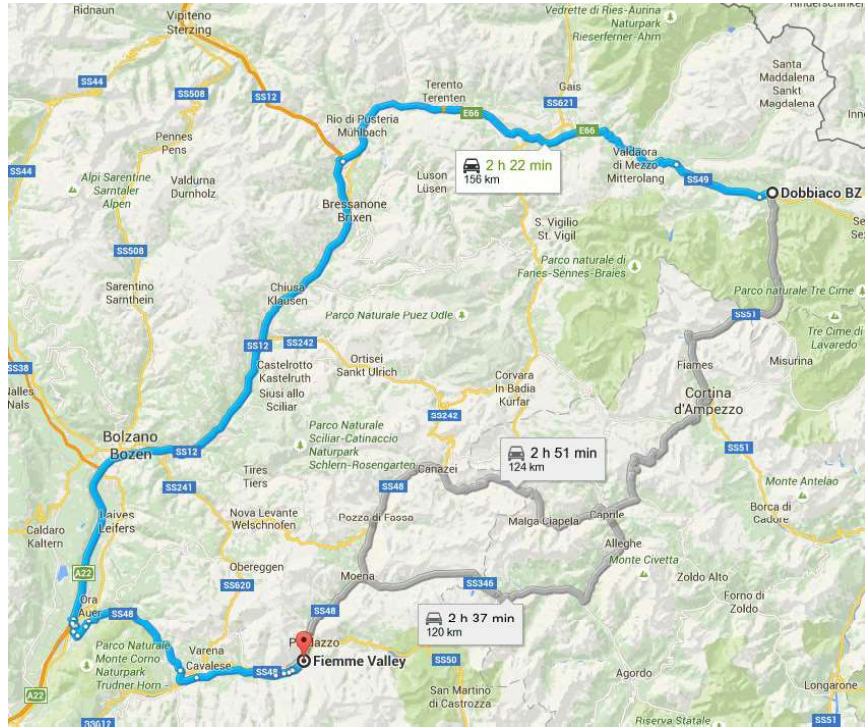 Ridnaun
Vipiteno
Sterzing
Vedrette di Ries-Aurina
Naturpark
Rieserferner-Ahrn
Santa
Maddalena
Sankt
Magdalena
SS44
SS508
SS12
Terento
Terenten
Gais
E66
SS621
Rio di Pusteria
Mühlbach
Pennes
Pens
E66
Valdaora
di Mezzo
Mitterolang
SS49
Dobbiaco BZ
SS44
Alpi Sarentine
Sarntaler
Alpen
Valdurna
Durnholz
Luson
Lüsen
2 h 22 min
156 km
Bressanone
Brixen
S. Vigilio
St. Vigil
SS508
Parco naturale di
Fanes-Sennes-Braies
Sarentino
Sarnthein
Chiusa
Klausen
Parco Naturale Puez Odle
Parco naturale Tre Cime
SS51
Tre Cime di
Lavaredo
SS12
SS242
SS38
Castelrotto
Kastelruth
Siusi allo
Sciliar
Ortisei
Sankt Ulrich
Corvara
In Badia
Kurfar
Fiames
Misurina
Nalles
Nals
Cortina
d'Ampezzo
SS242
Bolzano
Bozen
SS12
Parco Naturale
Sciliar-Catinaccio
Naturpark
Schlern-Rosengarten
SS51
2 h 51 min
124 km
Tires
Tiers
Canazei
SS241
SS48
Monte Antelao
Caldaro
Kaltern
Laives
Leifers
Nova Levante
Welschnofen
Pozza di Fassa
Malga Ciapela
Caprile
Borca di
Cadore
Alleghe
Monte Civetta
Obereggen
A22
Moena
SS346
Zoldo Alto
SS620
Ora
Auer
SS48
SS48
2 h 37 min
120 km
Forno di
Zoldo
Parco Naturale
Monte Corno
Naturpark
Trudner Horn
Varena
Cavalese
SS48
Fiemme Valley
SS50
Agordo
A22
San Martino
di Castrozza
Longarone
SS612
Riserva Statale
SS51